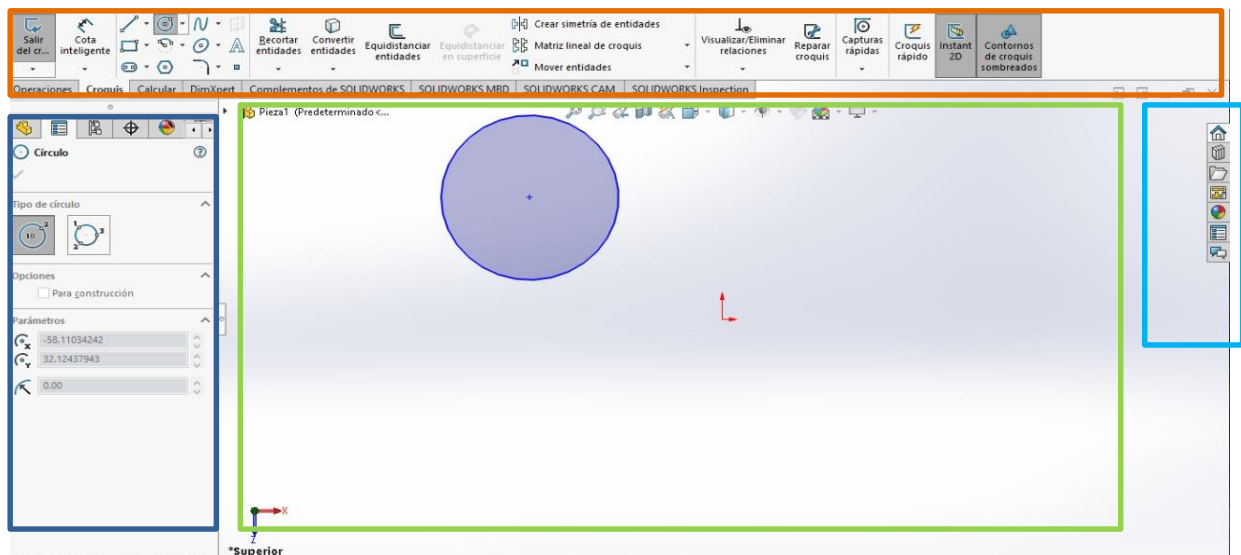 Salir del cr...
Cota inteligente
Recortar entidades
Convertir entidades
Equidistanciar entidades
Equidistanciar en superficie
Crear simetría de entidades
Matriz lineal de croquis
Mover entidades
Visualizar/Eliminar relaciones
Reparar croquis
Capturas rápidas
Croquis rápido
Instant 2D
Contornos de croquis sombreados
Operaciones Croquis Calcular DimXpert Complementos de SOLIDWORKS SOLIDWORKS MBD SOLIDWORKS CAM SOLIDWORKS Inspection
Pieza1 (Predeterminado<...
Círculo
Tipo de círculo
Opciones
Para construcción
Parámetros
-58.11034242
32.12437943
0.00
X
Z
*Superior